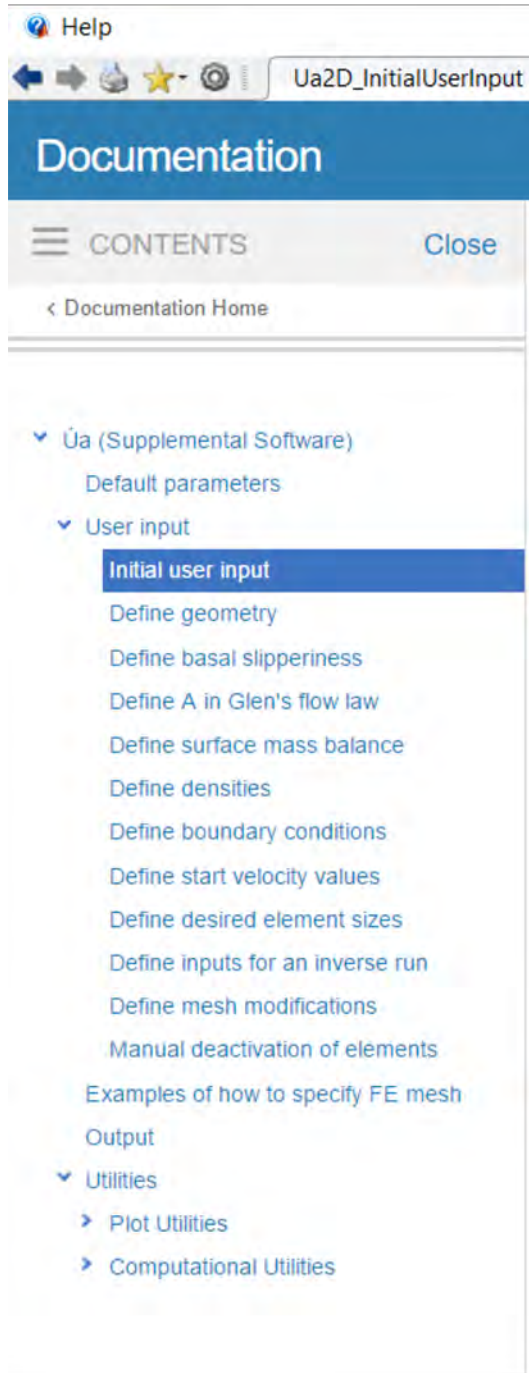 Help
Ua2D_InitialUserInput
Documentation
CONTENTS Close
< Documentation Home
Úa (Supplemental Software)
Default parameters
User input
Initial user input
Define geometry
Define basal slipperiness
Define A in Glen's flow law
Define surface mass balance
Define densities
Define boundary conditions
Define start velocity values
Define desired element sizes
Define inputs for an inverse run
Define mesh modifications
Manual deactivation of elements
Examples of how to specify FE mesh
Output
Utilities
Plot Utilities
Computational Utilities